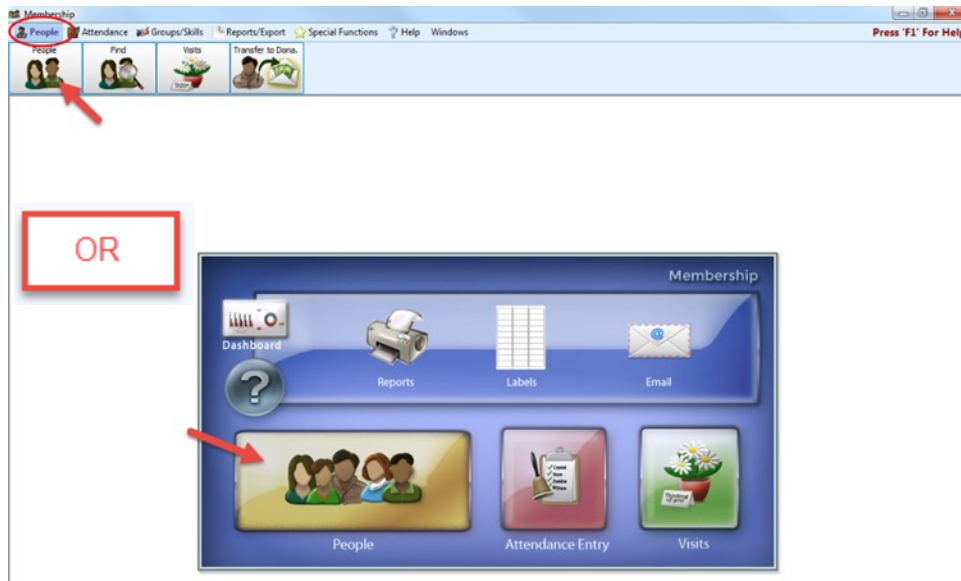 Membership
People Attendance Groups/Skills Reports/Export Special Functions Help Windows Press 'F1' For Help
People Find Visits Transfer to Dona.
OR
Membership
Dashboard
?
Reports Labels Email
People Attendance Entry Visits